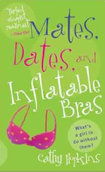 Mates,
Dates, and
Inflatable
Bras
What's
a girl to
do without
them?
cathy hopkins